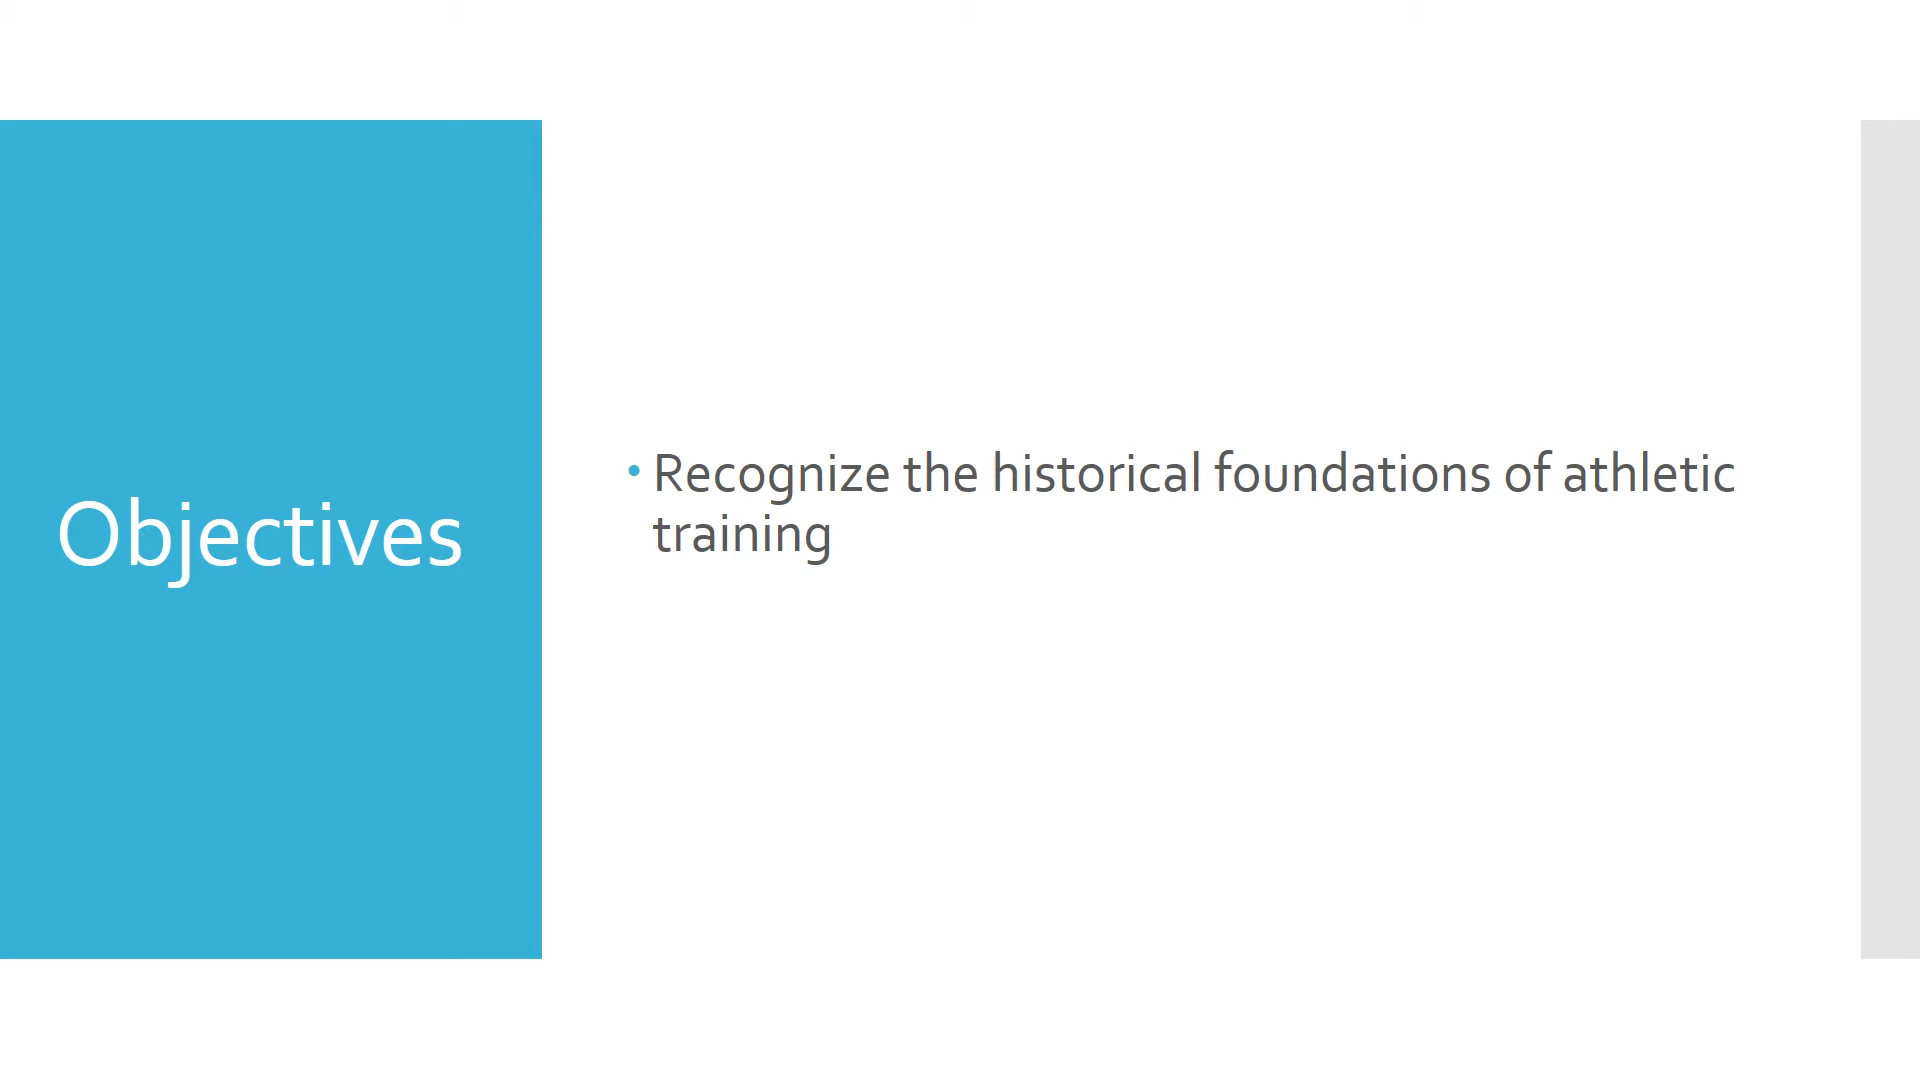 Objectives
• Recognize the historical foundations of athletic
training